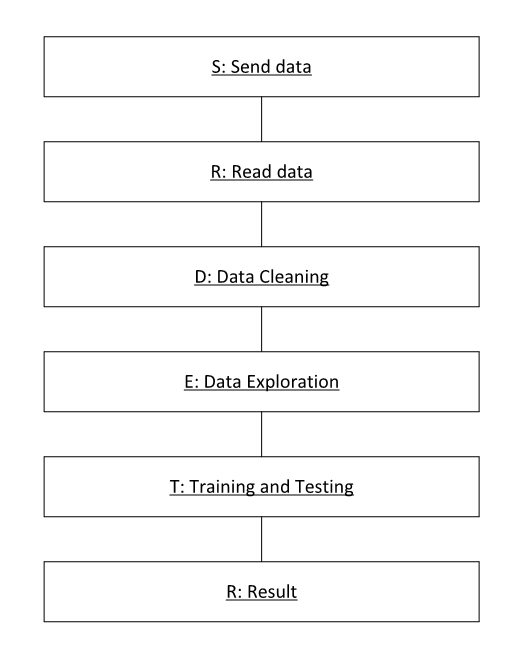 S: Send data
R: Read data
D: Data Cleaning
E: Data Exploration
T: Training and Testing
R: Result